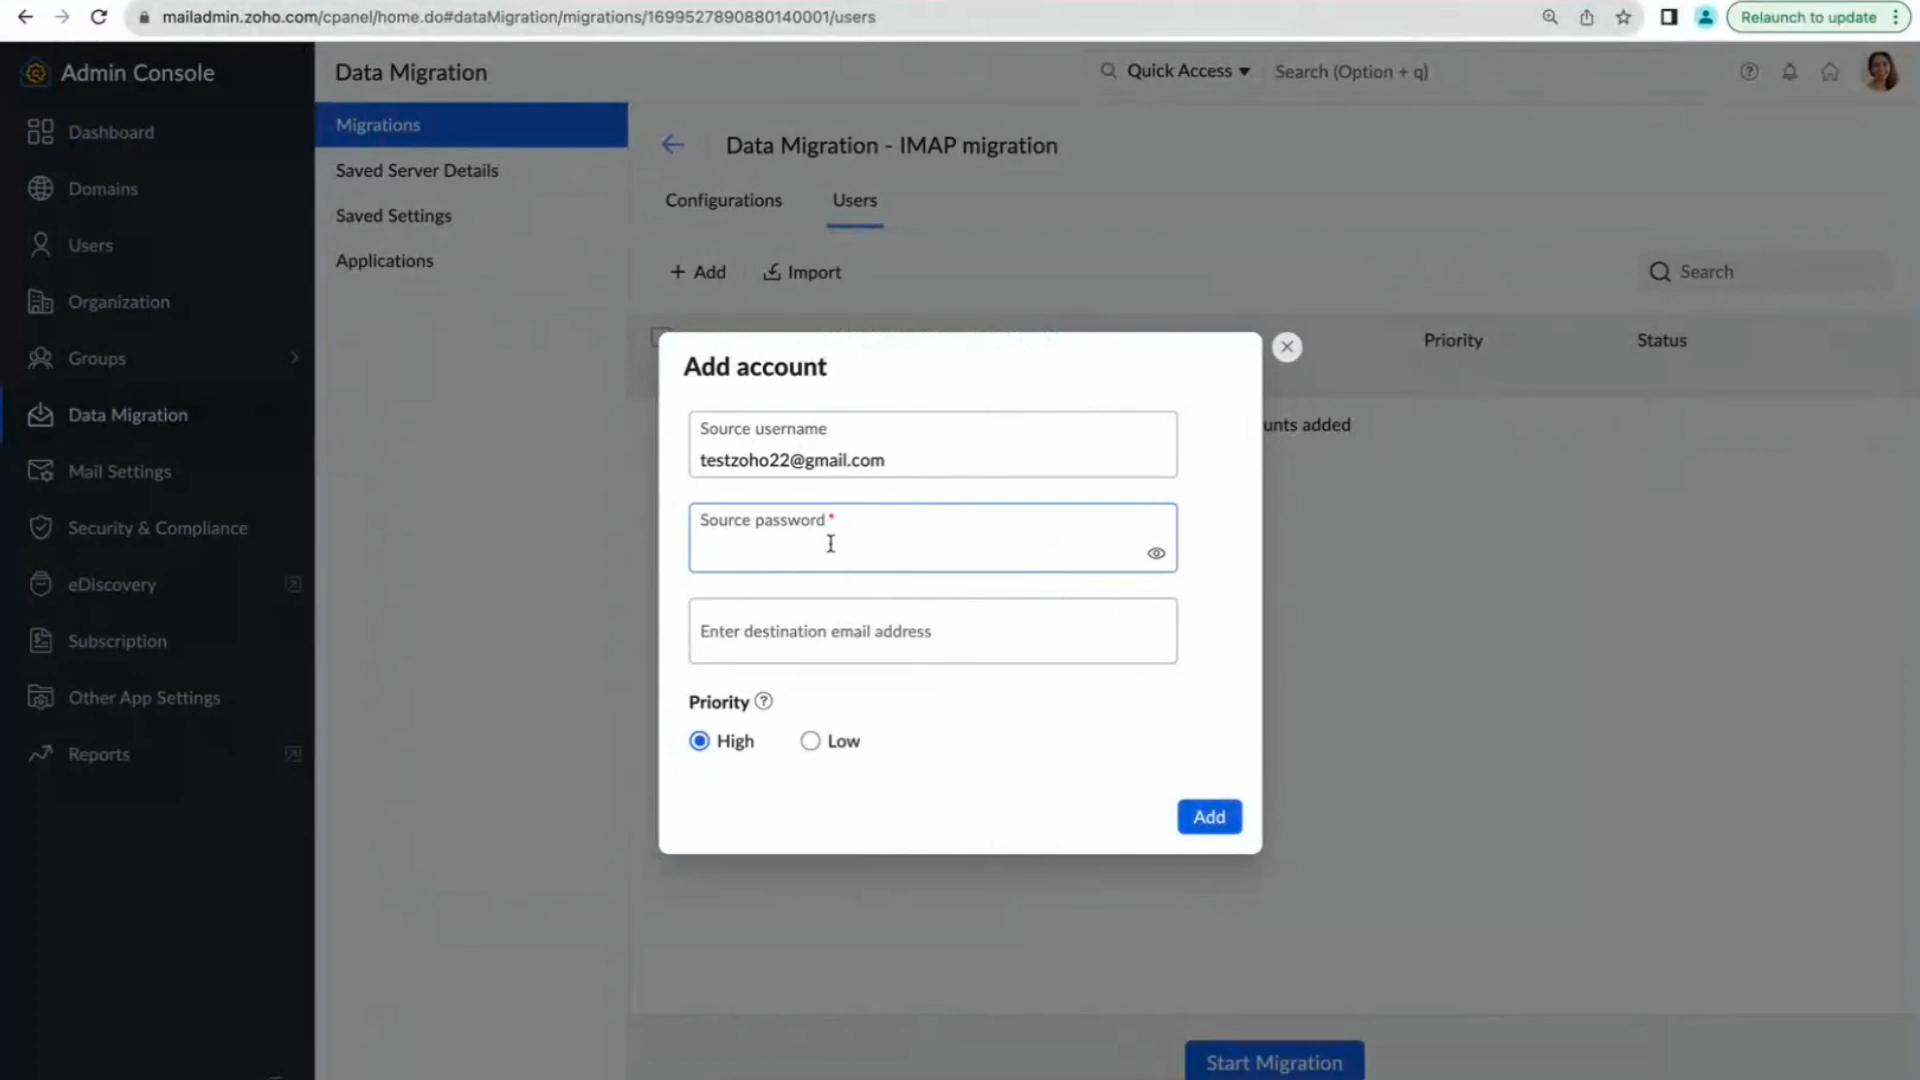 mailadmin.zoho.com/cpanel/home.do#dataMigration/migrations/1699527890880140001/users
Relaunch to update
Admin Console
Data Migration
Quick Access
Search (Option + q)
Dashboard
Domains
Users
Organization
Groups
Data Migration
Mail Settings
Security & Compliance
eDiscovery
Subscription
Other App Settings
Reports
Migrations
Saved Server Details
Saved Settings
Applications
Data Migration - IMAP migration
Configurations
Users
+ Add
Import
Search
Priority
Status
unts added
Add account
Source username
testzoho22@gmail.com
Source password *
Enter destination email address
Priority ?
High
Low
Add
Start Migration